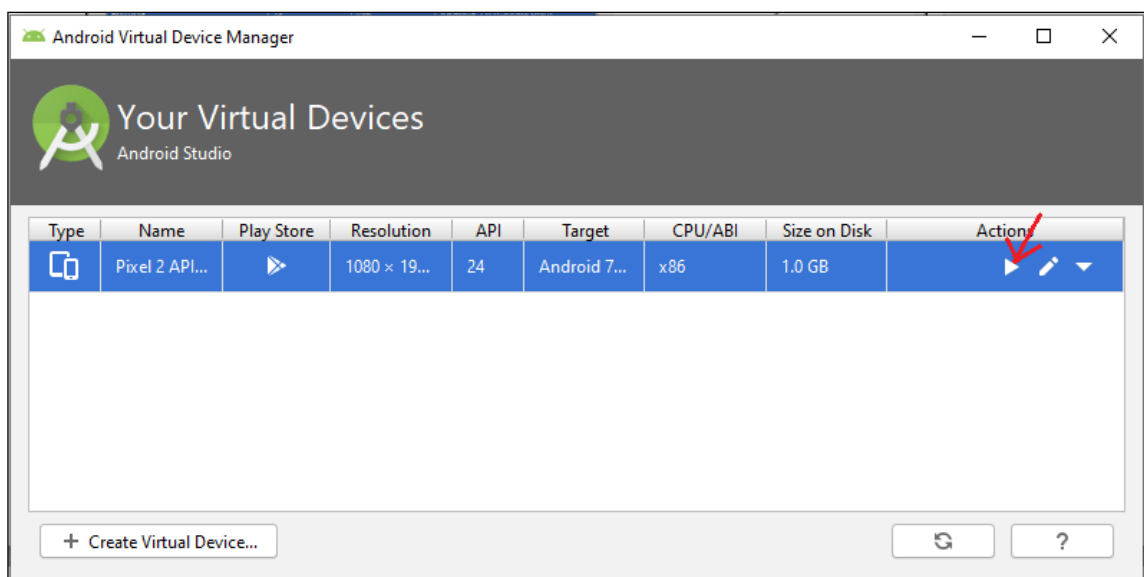 Android Virtual Device Manager
Your Virtual Devices
Android Studio
Type Name Play Store Resolution API Target CPU/ABI Size on Disk Actions
Pixel 2 API... 1080 × 19... 24 Android 7... x86 1.0 GB
+ Create Virtual Device... ?